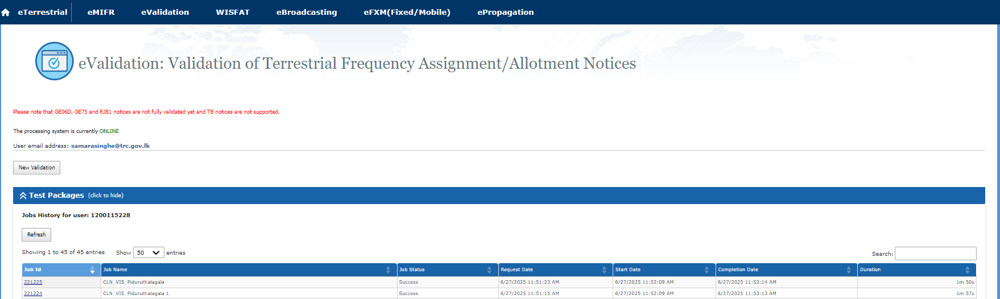 eTerrestrial eMIFR eValidation WISFAT eBroadcasting eFXM(Fixed/Mobile) ePropagation
eValidation: Validation of Terrestrial Frequency Assignment/Allotment Notices
Please note that GE06D, GE75 and RJ81 notices are not fully validated yet and TB notices are not supported.
The processing system is currently ONLINE
User email address: samarasinghe@trc.gov.lk
New Validation
Test Packages (click to hide)
Jobs History for user: 1200115228
Refresh
Showing 1 to 45 of 45 entries Show 50 entries Search:
Job Id Job Name Job Status Request Date Start Date Completion Date Duration
221225 CLN_VIS_Piduruthalagala Success 6/27/2025 11:51:23 AM 6/27/2025 11:52:09 AM 6/27/2025 11:53:14 AM 1m 50s
221224 CLN_VIS_Piduruthalagala 1 Success 6/27/2025 11:51:15 AM 6/27/2025 11:52:09 AM 6/27/2025 11:53:13 AM 1m 57s